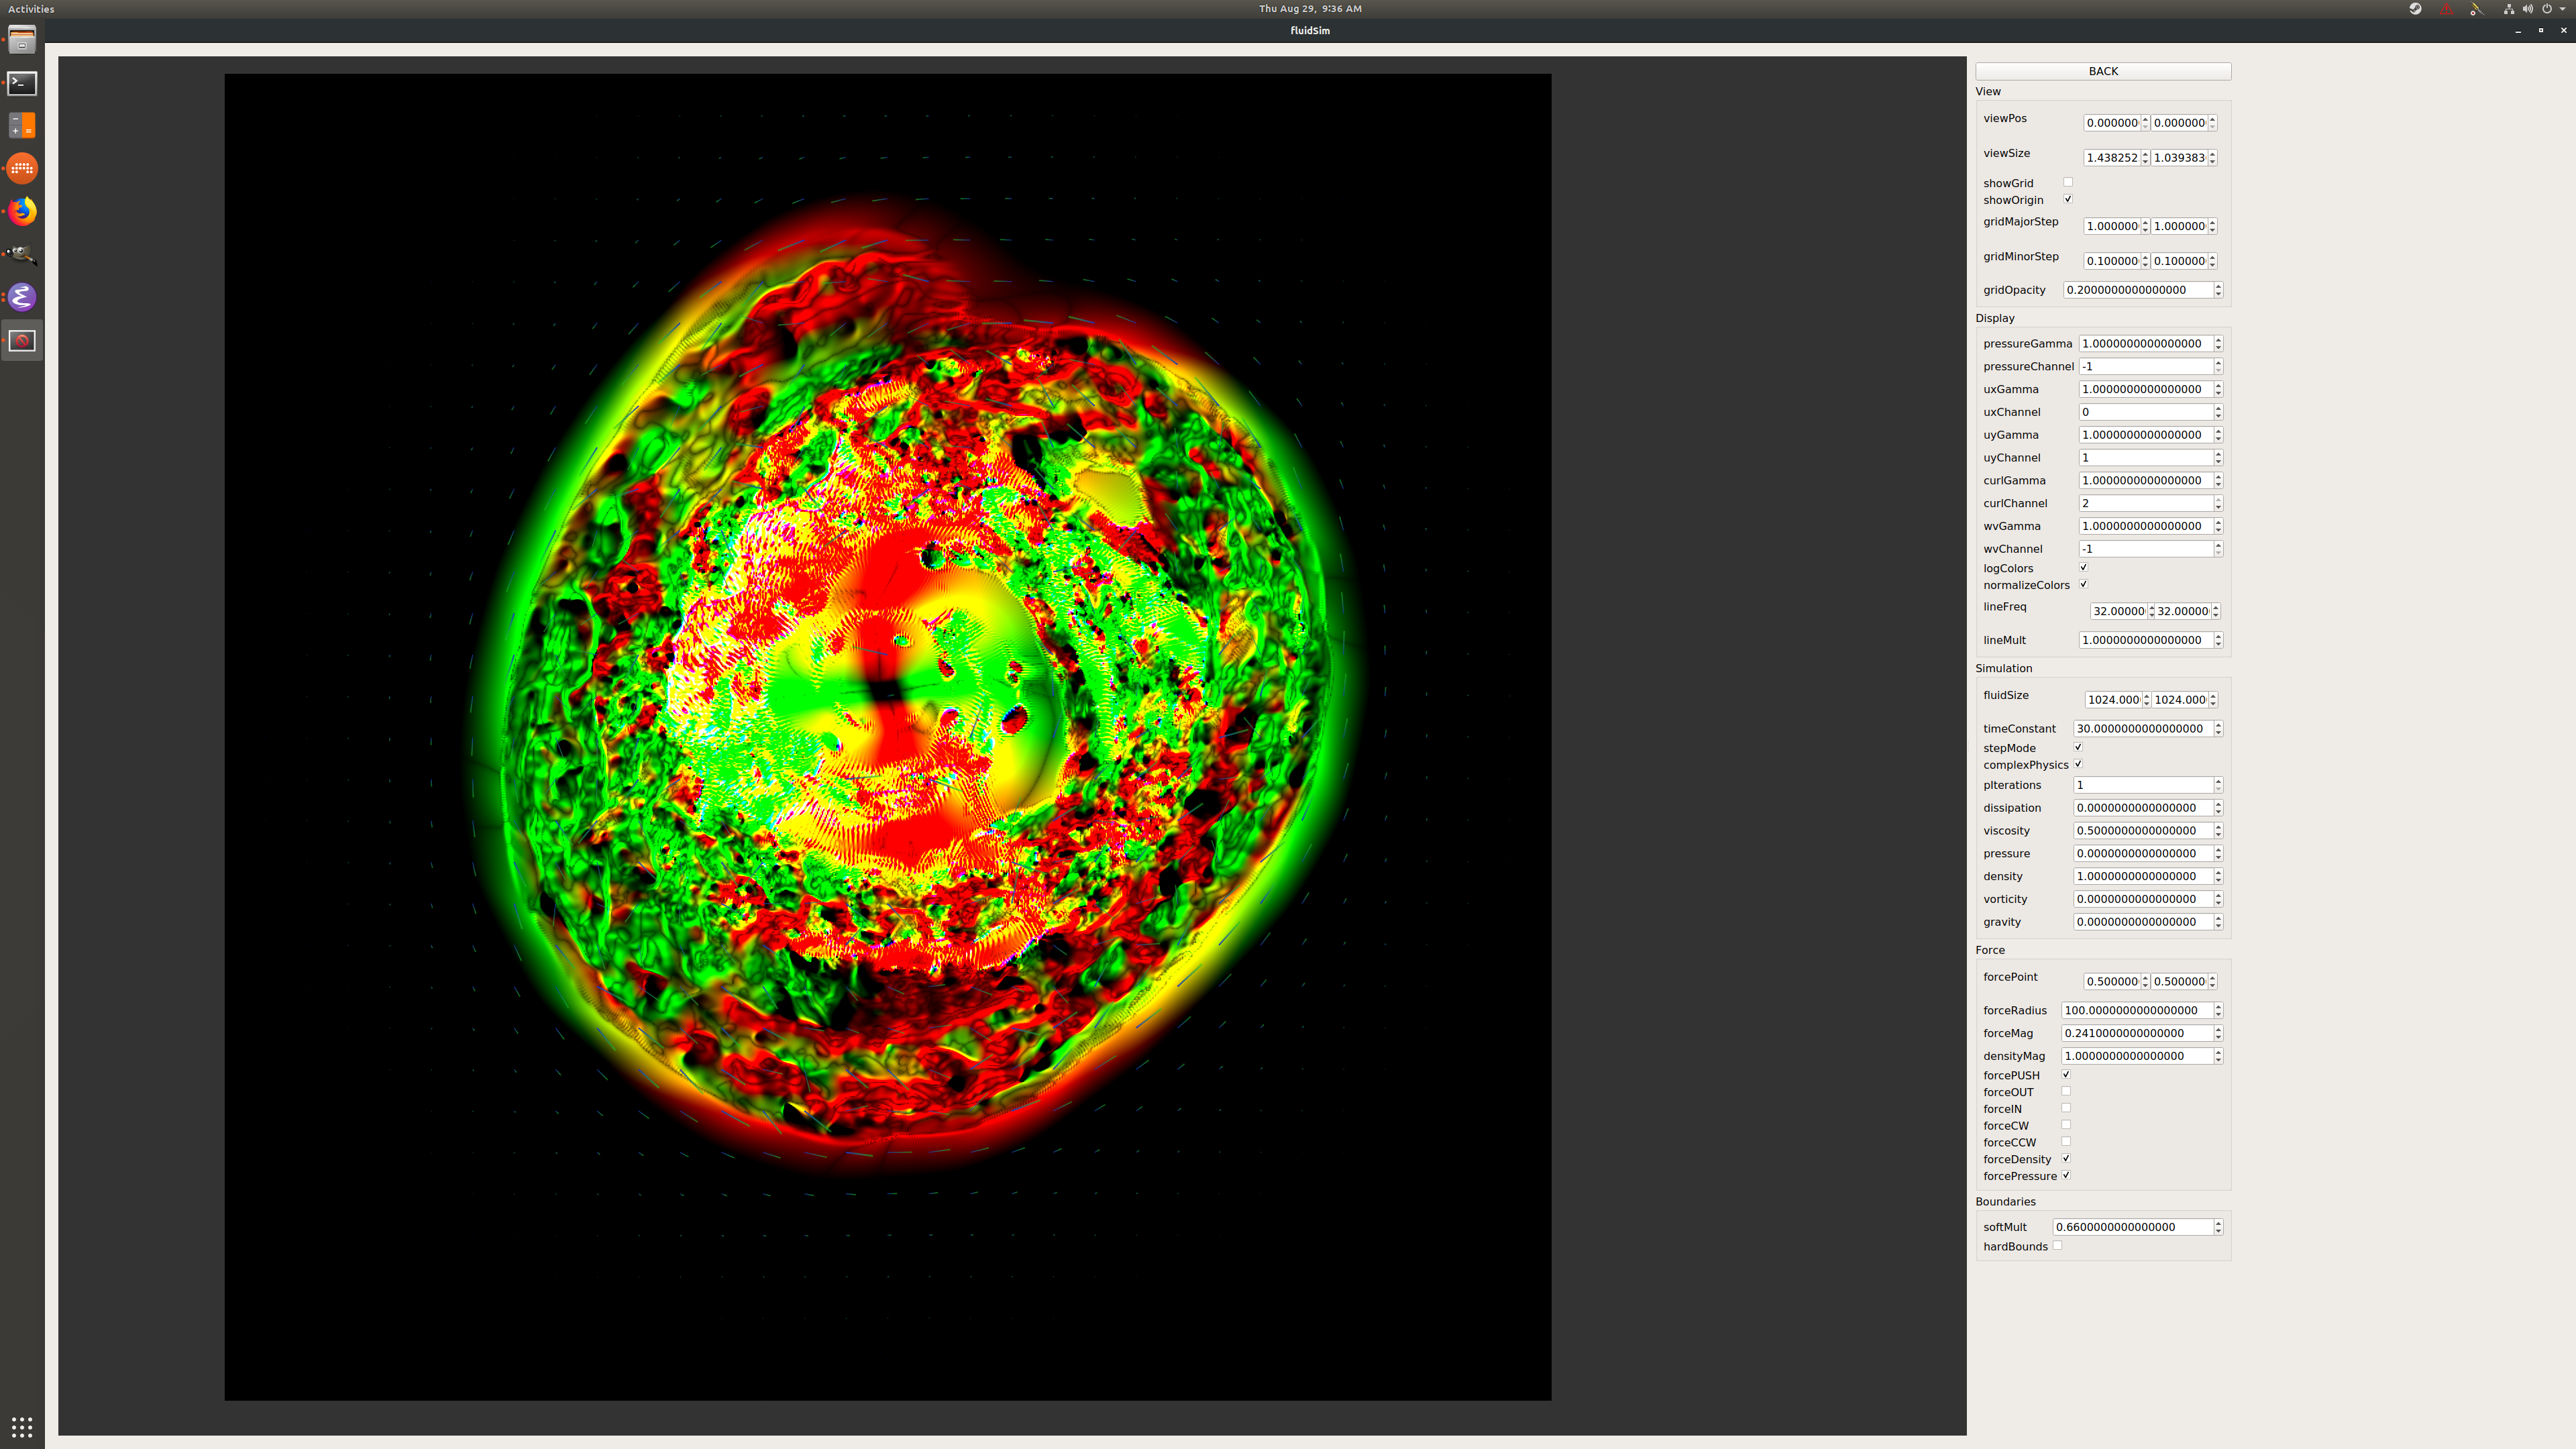 Activities
Thu Aug 29, 9:36 AM
fluidSim
BACK
View
viewPos 0.000000 0.000000
viewSize 1.438252 1.039383
showGrid
showOrigin
gridMajorStep 1.000000 1.000000
gridMinorStep 0.100000 0.100000
gridOpacity 0.2000000000000000
Display
pressureGamma 1.0000000000000000
pressureChannel -1
uxGamma 1.0000000000000000
uxChannel 0
uyGamma 1.0000000000000000
uyChannel 1
curlGamma 1.0000000000000000
curlChannel 2
wvGamma 1.0000000000000000
wvChannel -1
logColors
normalizeColors
lineFreq 32.00000 32.00000
lineMult 1.0000000000000000
Simulation
fluidSize 1024.000 1024.000
timeConstant 30.0000000000000000
stepMode
complexPhysics
pIterations 1
dissipation 0.0000000000000000
viscosity 0.5000000000000000
pressure 0.0000000000000000
density 1.0000000000000000
vorticity 0.0000000000000000
gravity 0.0000000000000000
Force
forcePoint 0.500000 0.500000
forceRadius 100.0000000000000000
forceMag 0.2410000000000000
densityMag 1.0000000000000000
forcePUSH
forceOUT
forceIN
forceCW
forceCCW
forceDensity
forcePressure
Boundaries
softMult 0.6600000000000000
hardBounds